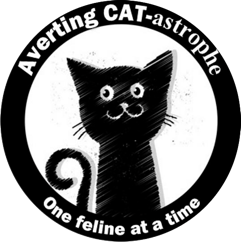 Averting CAT-astrophe
One feline at a time